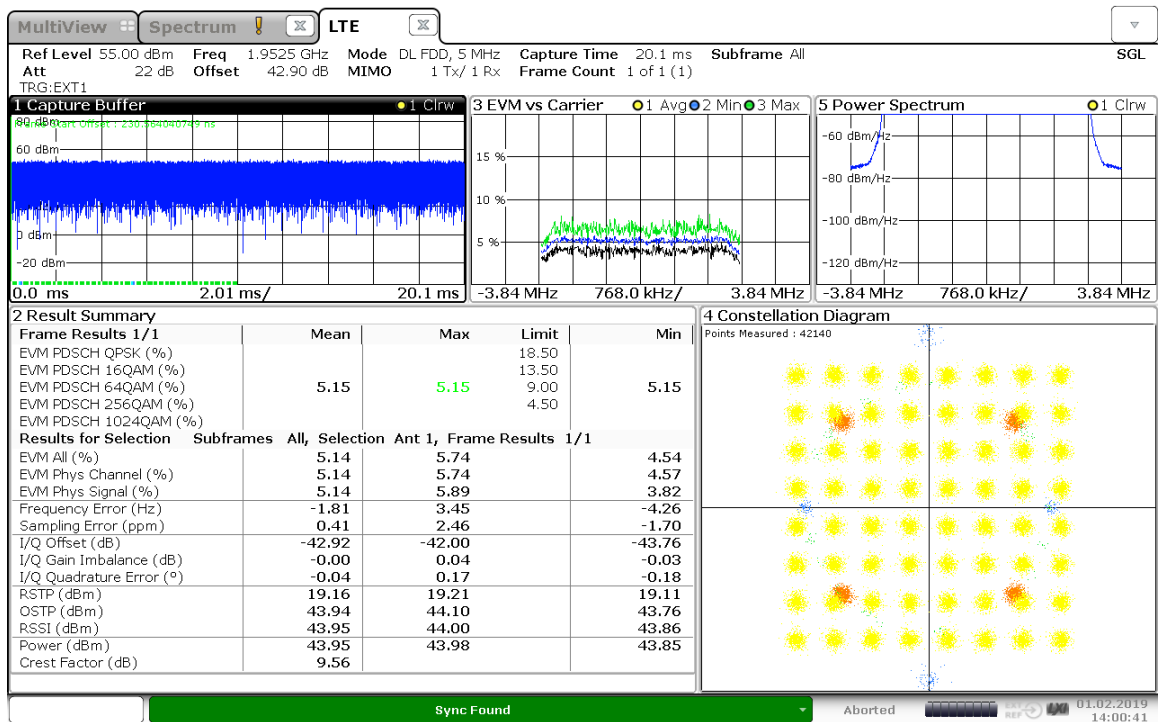 MultiView Spectrum ! X LTE X
Ref Level 55.00 dBm Freq 1.9525 GHz Mode DL FDD, 5 MHz Capture Time 20.1 ms Subframe All SGL
Att 22 dB Offset 42.90 dB MIMO 1 Tx/ 1 Rx Frame Count 1 of 1 (1)
TRG:EXT1
1 Capture Buffer 1 Clrw
80 dBm
Frame Start Offset : 230.564040749 ns
60 dBm
0 dBm
-20 dBm
0.0 ms 2.01 ms/ 20.1 ms
3 EVM vs Carrier 1 Avg 2 Min 3 Max
15 %
10 %
5 %
-3.84 MHz 768.0 kHz/ 3.84 MHz
5 Power Spectrum 1 Clrw
-60 dBm/Hz
-80 dBm/Hz
-100 dBm/Hz
-120 dBm/Hz
-3.84 MHz 768.0 kHz/ 3.84 MHz
2 Result Summary
Frame Results 1/1 Mean Max Limit Min
EVM PDSCH QPSK (%) 18.50
EVM PDSCH 16QAM (%) 13.50
EVM PDSCH 64QAM (%) 5.15 5.15 9.00 5.15
EVM PDSCH 256QAM (%) 4.50
EVM PDSCH 1024QAM (%)
Results for Selection Subframes All, Selection Ant 1, Frame Results 1/1
EVM All (%) 5.14 5.74 4.54
EVM Phys Channel (%) 5.14 5.74 4.57
EVM Phys Signal (%) 5.14 5.89 3.82
Frequency Error (Hz) -1.81 3.45 -4.26
Sampling Error (ppm) 0.41 2.46 -1.70
I/Q Offset (dB) -42.92 -42.00 -43.76
I/Q Gain Imbalance (dB) -0.00 0.04 -0.03
I/Q Quadrature Error (°) -0.04 0.17 -0.18
RSTP (dBm) 19.16 19.21 19.11
OSTP (dBm) 43.94 44.10 43.76
RSSI (dBm) 43.95 44.00 43.86
Power (dBm) 43.95 43.98 43.85
Crest Factor (dB) 9.56
4 Constellation Diagram
Points Measured : 42140
Sync Found
Aborted
EXT REF
LXI
01.02.2019
14:00:41